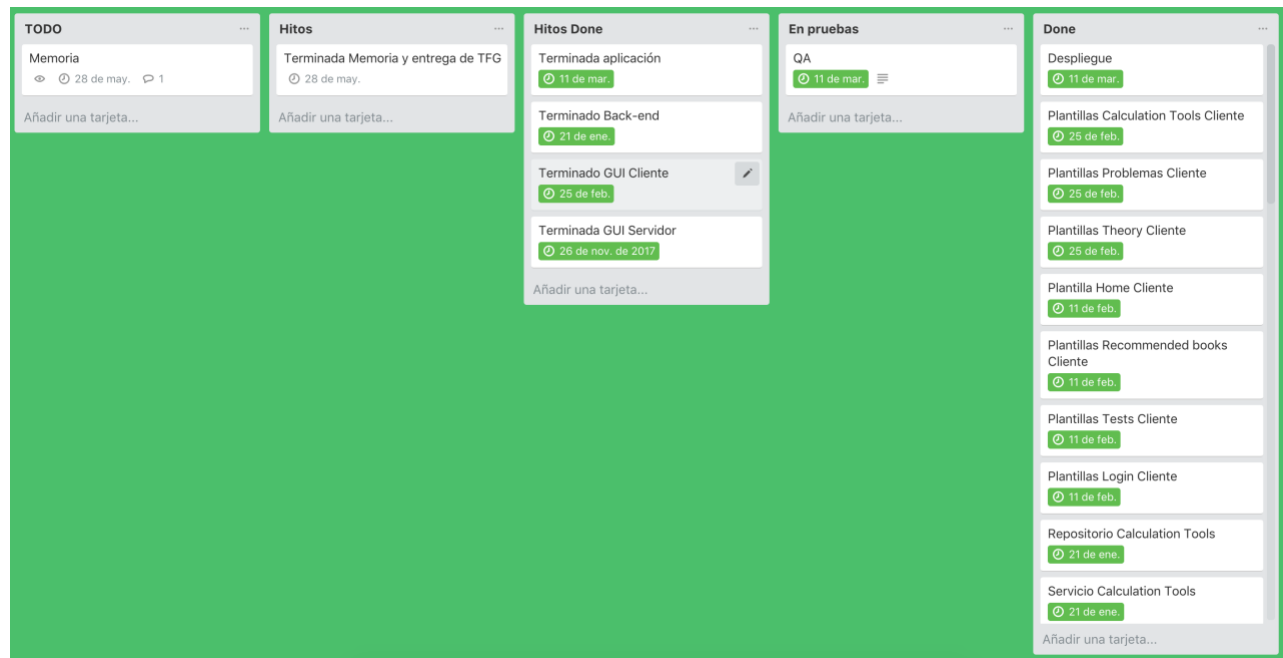 TODO
Memoria
28 de may. 1
Añadir una tarjeta...
Hitos
Terminada Memoria y entrega de TFG
28 de may.
Añadir una tarjeta...
Hitos Done
Terminada aplicación
11 de mar.
Terminado Back-end
21 de ene.
Terminado GUI Cliente
25 de feb.
Terminada GUI Servidor
26 de nov. de 2017
Añadir una tarjeta...
En pruebas
QA
11 de mar.
Añadir una tarjeta...
Done
Despliegue
11 de mar.
Plantillas Calculation Tools Cliente
25 de feb.
Plantillas Problemas Cliente
25 de feb.
Plantillas Theory Cliente
25 de feb.
Plantilla Home Cliente
11 de feb.
Plantillas Recommended books
Cliente
11 de feb.
Plantillas Tests Cliente
11 de feb.
Plantillas Login Cliente
11 de feb.
Repositorio Calculation Tools
21 de ene.
Servicio Calculation Tools
21 de ene.
Añadir una tarjeta...